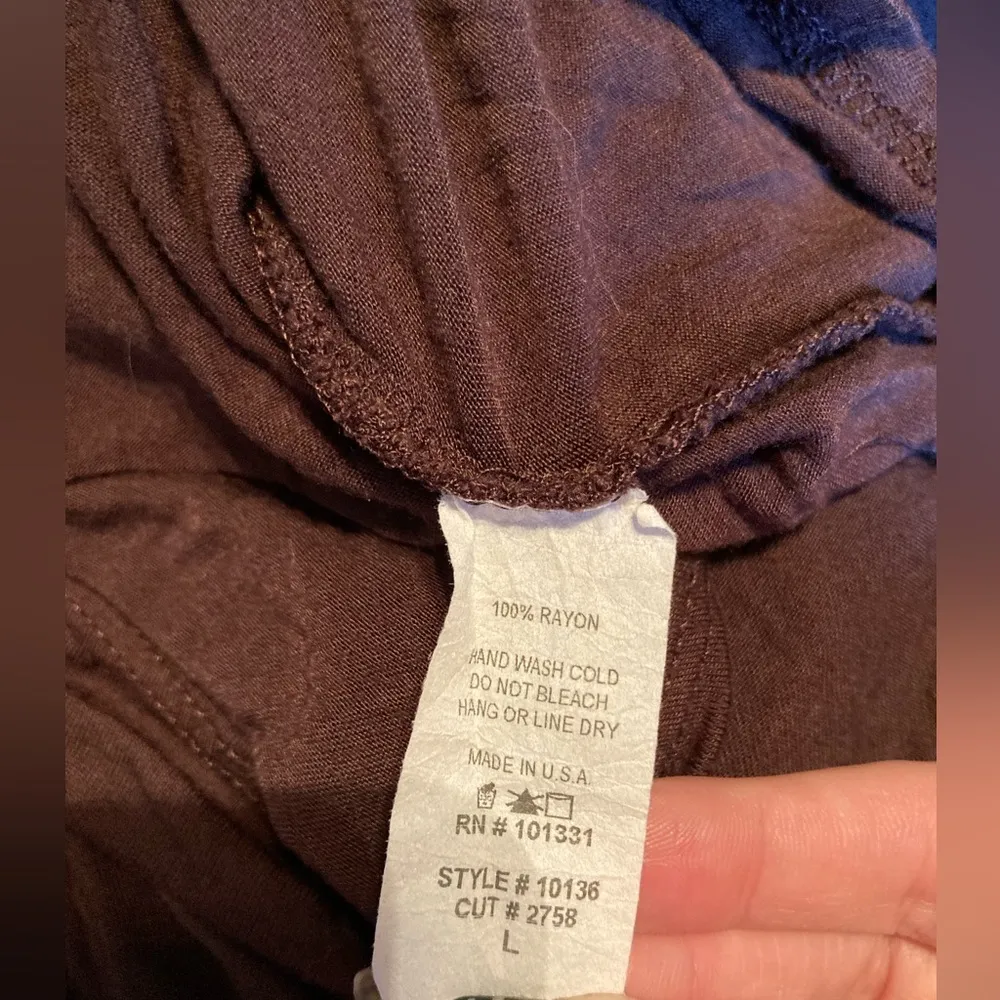 100% RAYON
HAND WASH COLD
DO NOT BLEACH
HANG OR LINE DRY
MADE IN U.S.A.
RN # 101331
STYLE # 10136
CUT # 2758
L